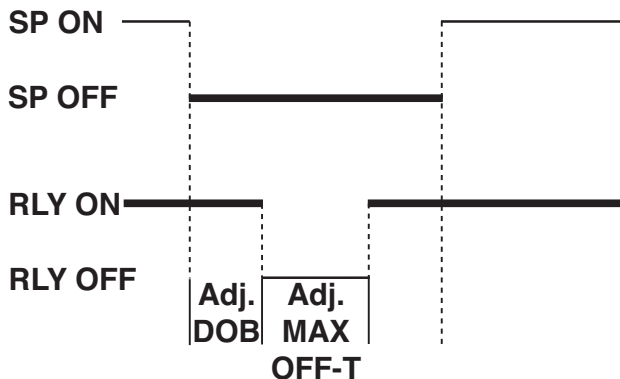 SP ON
SP OFF
RLY ON
RLY OFF
Adj.
DOB
Adj.
MAX
OFF-T